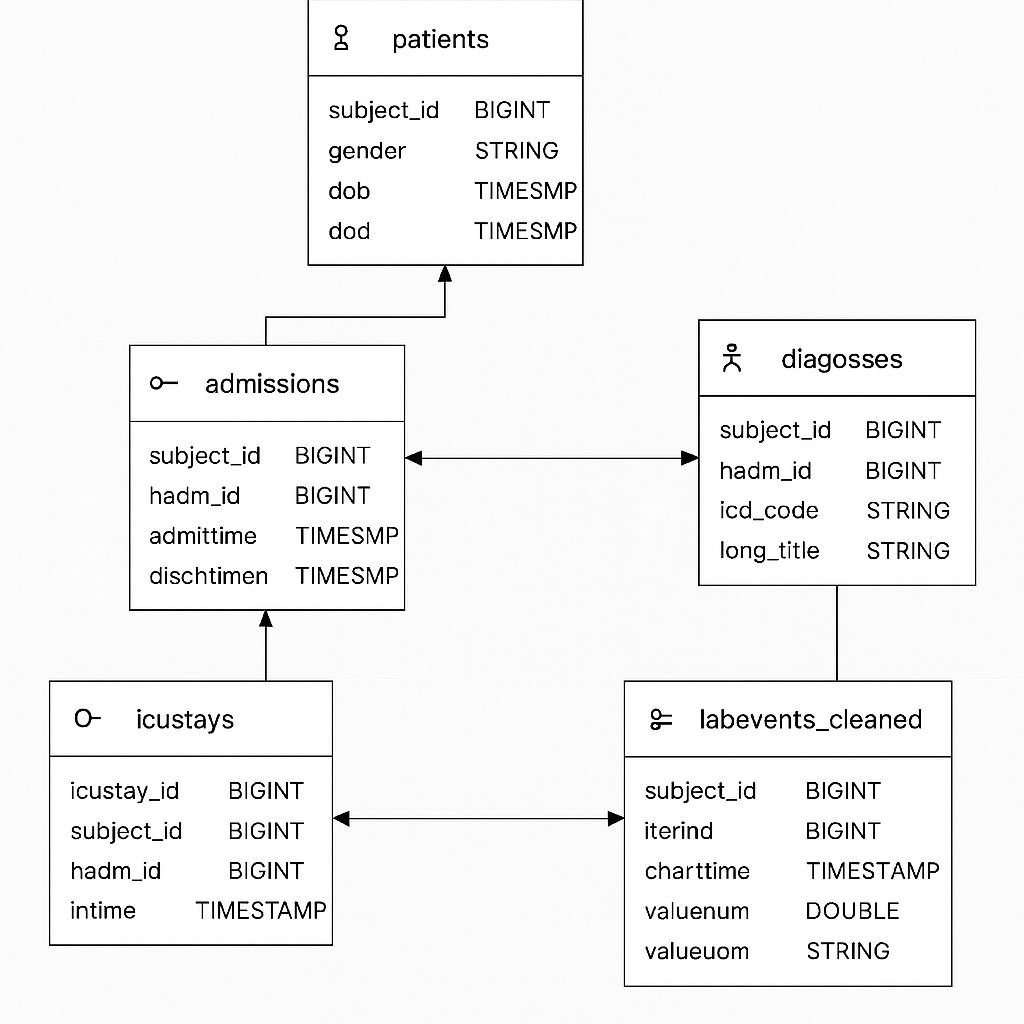 patients
subject_id BIGINT
gender STRING
dob TIMESMP
dod TIMESMP
admissions
subject_id BIGINT
hadm_id BIGINT
admittime TIMESMP
dischtimen TIMESMP
diagosses
subject_id BIGINT
hadm_id BIGINT
icd_code STRING
long_title STRING
icustays
icustay_id BIGINT
subject_id BIGINT
hadm_id BIGINT
intime TIMESTAMP
labevents_cleaned
subject_id BIGINT
iterind BIGINT
charttime TIMESTAMP
valuenum DOUBLE
valueuom STRING